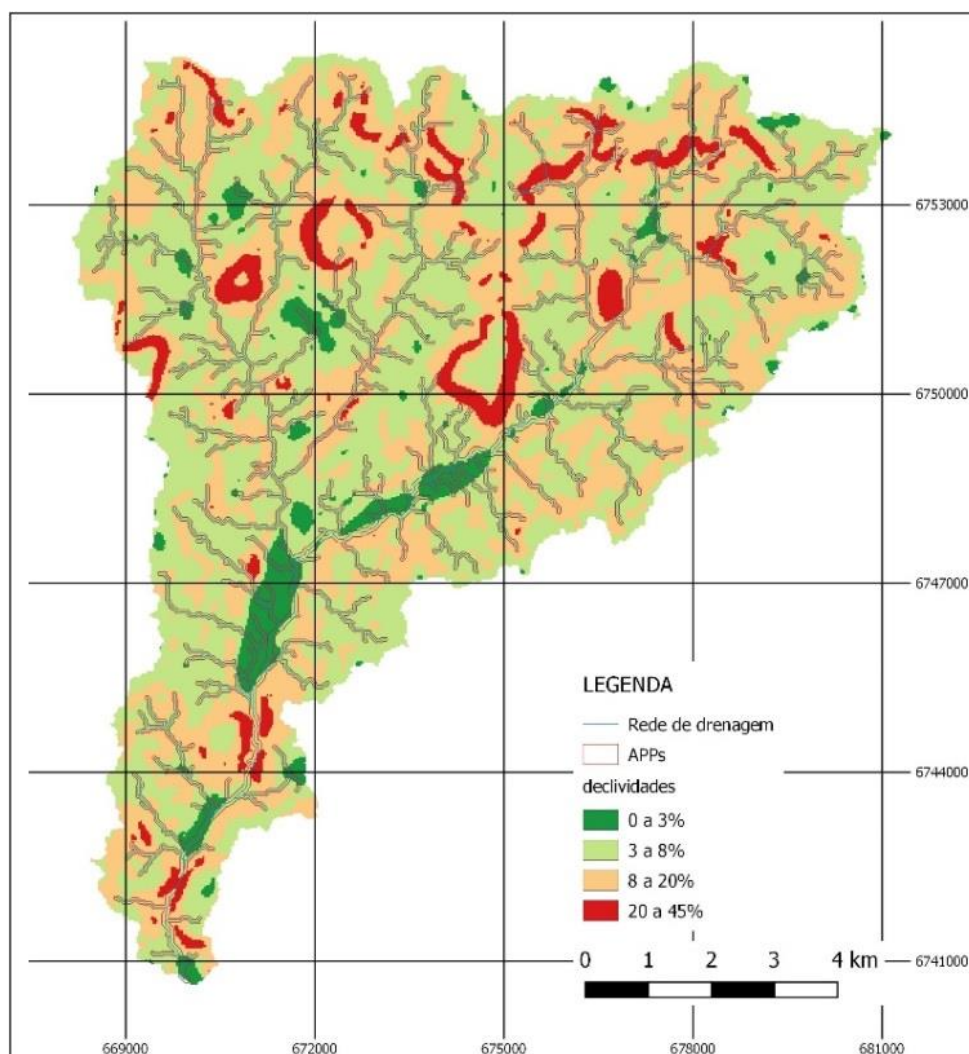 6753000
6750000
6747000
LEGENDA
Rede de drenagem
APPs
6744000
declividades
0 a 3%
3 a 8%
8 a 20%
20 a 45%
0 1 2 3 4 km
6741000
669000 672000 675000 678000 681000